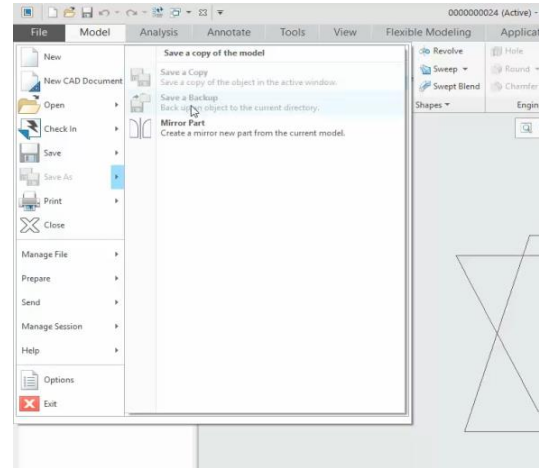 0000000024 (Active) -
File Model Analysis Annotate Tools View Flexible Modeling Applicat
New
New CAD Document
Open
Check In
Save
Save As
Print
Close
Manage File
Prepare
Send
Manage Session
Help
Options
Exit
Save a copy of the model
Save a Copy
Save a copy of the object in the active window.
Save a Backup
Back up an object to the current directory.
Mirror Part
Create a mirror new part from the current model.
Revolve
Sweep
Swept Blend
Shapes
Hole
Round
Chamfer
Engin